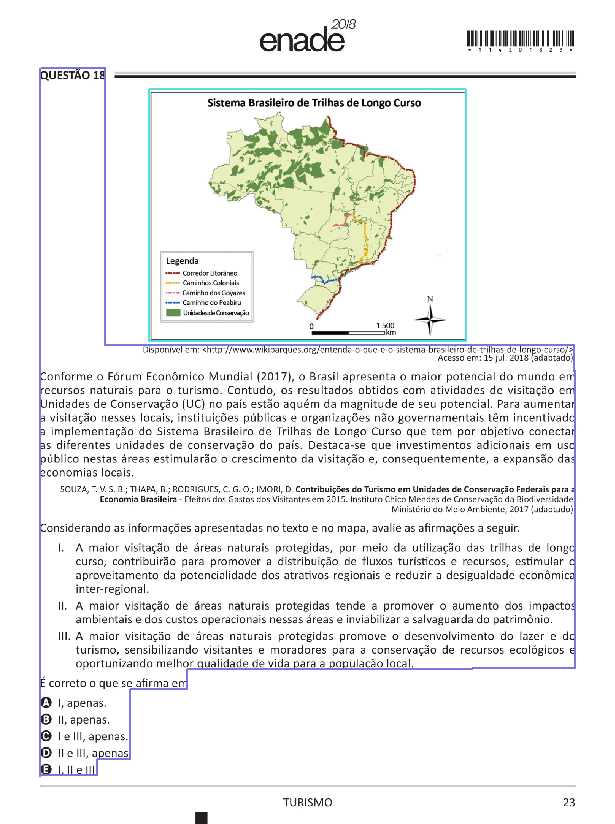 enade2018
*R1420182323*
QUESTÃO 18
Sistema Brasileiro de Trilhas de Longo Curso
Legenda
Corredor Litorâneo
Caminhos Coloniais
Caminho dos Goyazes
Caminho do Peabiru
Unidades de Conservação
N
0 1 500
km
Disponível em: <http://www.wikiparques.org/entenda-o-que-e-o-sistema-brasileiro-de-trilhas-de-longo-curso/>
Acesso em: 15 jul. 2018 (adaptado)
Conforme o Fórum Econômico Mundial (2017), o Brasil apresenta o maior potencial do mundo em
recursos naturais para o turismo. Contudo, os resultados obtidos com atividades de visitação em
Unidades de Conservação (UC) no país estão aquém da magnitude de seu potencial. Para aumentar
a visitação nesses locais, instituições públicas e organizações não governamentais têm incentivado
a implementação do Sistema Brasileiro de Trilhas de Longo Curso que tem por objetivo conectar
as diferentes unidades de conservação do país. Destaca-se que investimentos adicionais em uso
público nestas áreas estimularão o crescimento da visitação e, consequentemente, a expansão das
economias locais.
SOUZA, T. V. S. B.; THAPA, B.; RODRIGUES, C. G. O.; IMORI, D. Contribuições do Turismo em Unidades de Conservação Federais para a
Economia Brasileira - Efeitos dos Gastos dos Visitantes em 2015. Instituto Chico Mendes de Conservação da Biodiversidade
Ministério do Meio Ambiente, 2017 (adaptado)
Considerando as informações apresentadas no texto e no mapa, avalie as afirmações a seguir.
I. A maior visitação de áreas naturais protegidas, por meio da utilização das trilhas de longo
curso, contribuirão para promover a distribuição de fluxos turísticos e recursos, estimular o
aproveitamento da potencialidade dos atrativos regionais e reduzir a desigualdade econômica
inter-regional.
II. A maior visitação de áreas naturais protegidas tende a promover o aumento dos impactos
ambientais e dos custos operacionais nessas áreas e inviabilizar a salvaguarda do patrimônio.
III. A maior visitação de áreas naturais protegidas promove o desenvolvimento do lazer e do
turismo, sensibilizando visitantes e moradores para a conservação de recursos ecológicos e
oportunizando melhor qualidade de vida para a população local.
É correto o que se afirma em
A I, apenas.
B II, apenas.
C I e III, apenas.
D II e III, apenas
E I, II e III
TURISMO 23